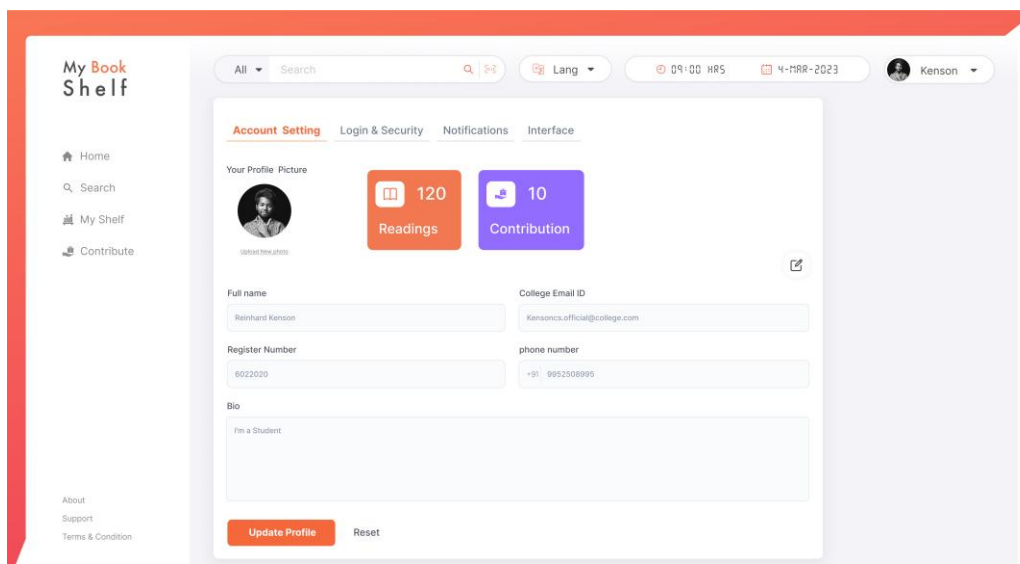 My Book
Shelf
All Search Lang 09:00 HRS 4-MAR-2023 Kenson
Home
Search
My Shelf
Contribute
About
Support
Terms & Condition
Account Setting Login & Security Notifications Interface
Your Profile Picture
Upload New photo
120
Readings
10
Contribution
Full name College Email ID
Reinhard Kenson Kensoncs.official@college.com
Register Number phone number
6022020 +91 9952508995
Bio
I'm a Student
Update Profile Reset